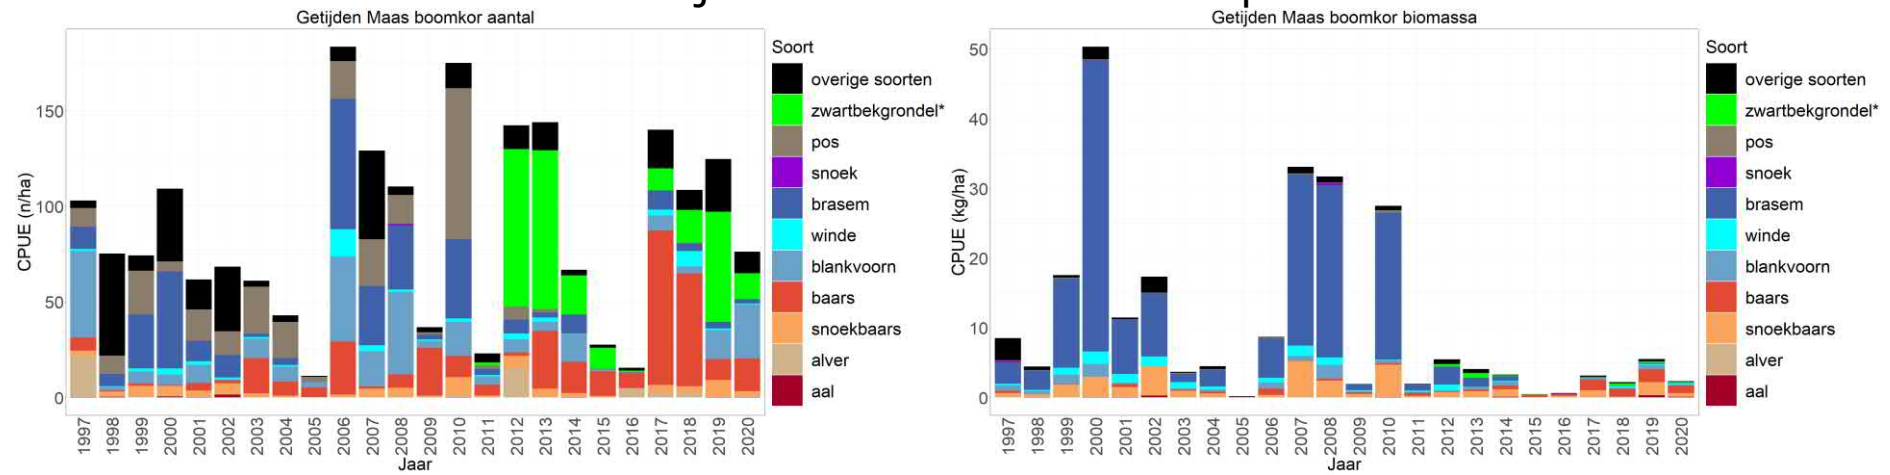 Getijden Maas boomkor aantal
CPUE (n/ha)
150
100
50
0
1997 1998 1999 2000 2001 2002 2003 2004 2005 2006 2007 2008 2009 2010 2011 2012 2013 2014 2015 2016 2017 2018 2019 2020
Jaar
Soort
overige soorten
zwartbekgrondel*
pos
snoek
brasem
winde
blankvoorn
baars
snoekbaars
alver
aal
Getijden Maas boomkor biomassa
CPUE (kg/ha)
50
40
30
20
10
0
1997 1998 1999 2000 2001 2002 2003 2004 2005 2006 2007 2008 2009 2010 2011 2012 2013 2014 2015 2016 2017 2018 2019 2020
Jaar
Soort
overige soorten
zwartbekgrondel*
pos
snoek
brasem
winde
blankvoorn
baars
snoekbaars
alver
aal